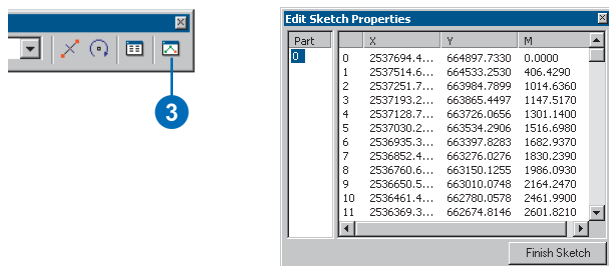 3
Edit Sketch Properties
Part X Y M
0 0 2537694.4... 664897.7330 0.0000
1 2537514.6... 664533.2530 406.4290
2 2537251.7... 663984.7899 1014.6360
3 2537193.2... 663865.4497 1147.5170
4 2537128.7... 663726.0656 1301.1400
5 2537030.2... 663534.2906 1516.6980
6 2536935.3... 663397.8283 1682.9370
7 2536852.4... 663276.0276 1830.2390
8 2536760.6... 663150.1255 1986.0930
9 2536650.5... 663010.0748 2164.2470
10 2536461.4... 662780.0578 2461.9900
11 2536369.3... 662674.8146 2601.8210
Finish Sketch